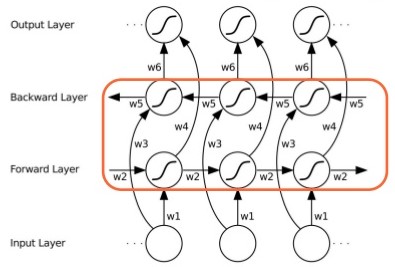 Output Layer
w6 w6 w6
Backward Layer
w5 w5 w5 w5
w4 w4 w4
w3 w3 w3
Forward Layer
w2 w2 w2 w2
w1 w1 w1
Input Layer